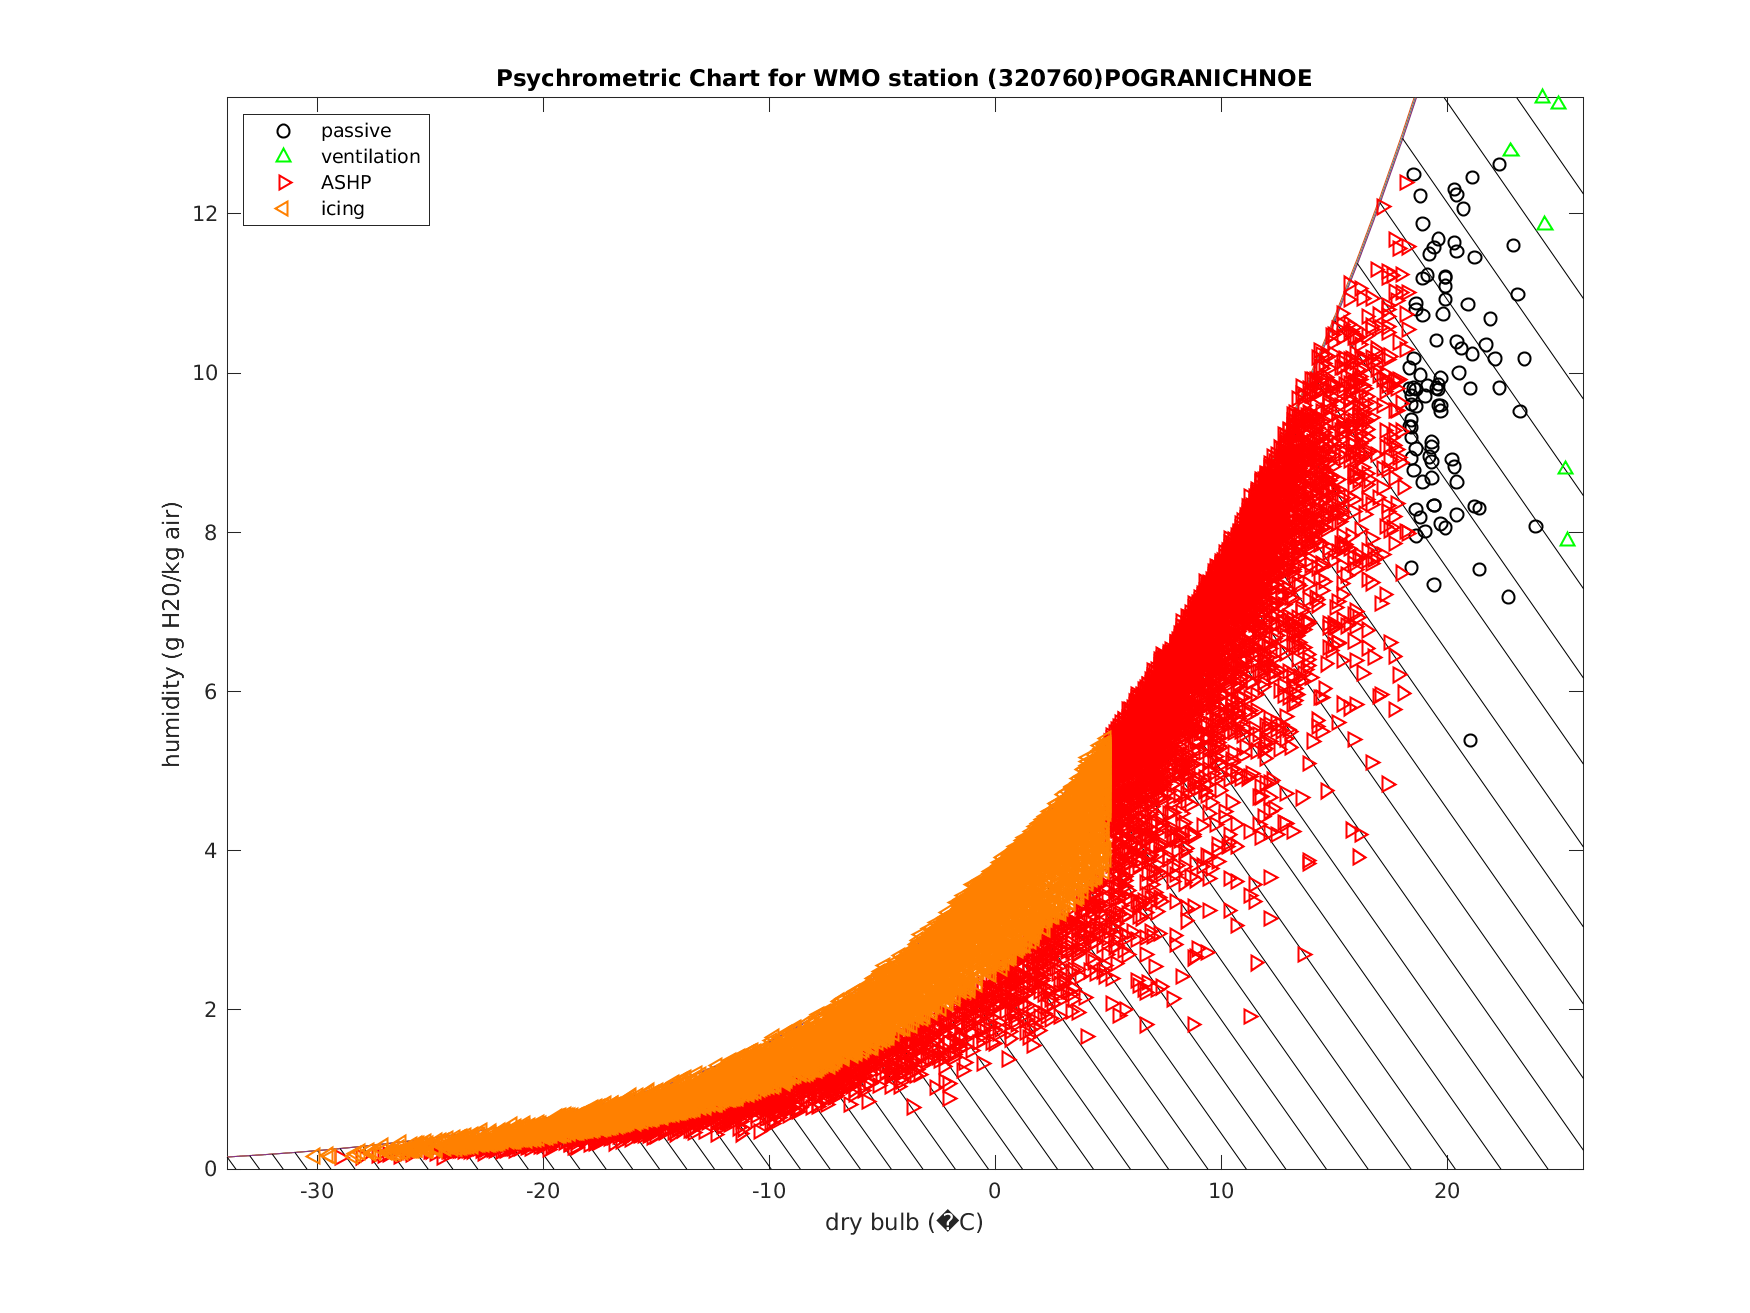 Psychrometric Chart for WMO station (320760)POGRANICHNOE
passive
ventilation
ASHP
icing
12
10
8
6
4
2
0
humidity (g H20/kg air)
-30 -20 -10 0 10 20
dry bulb (�C)